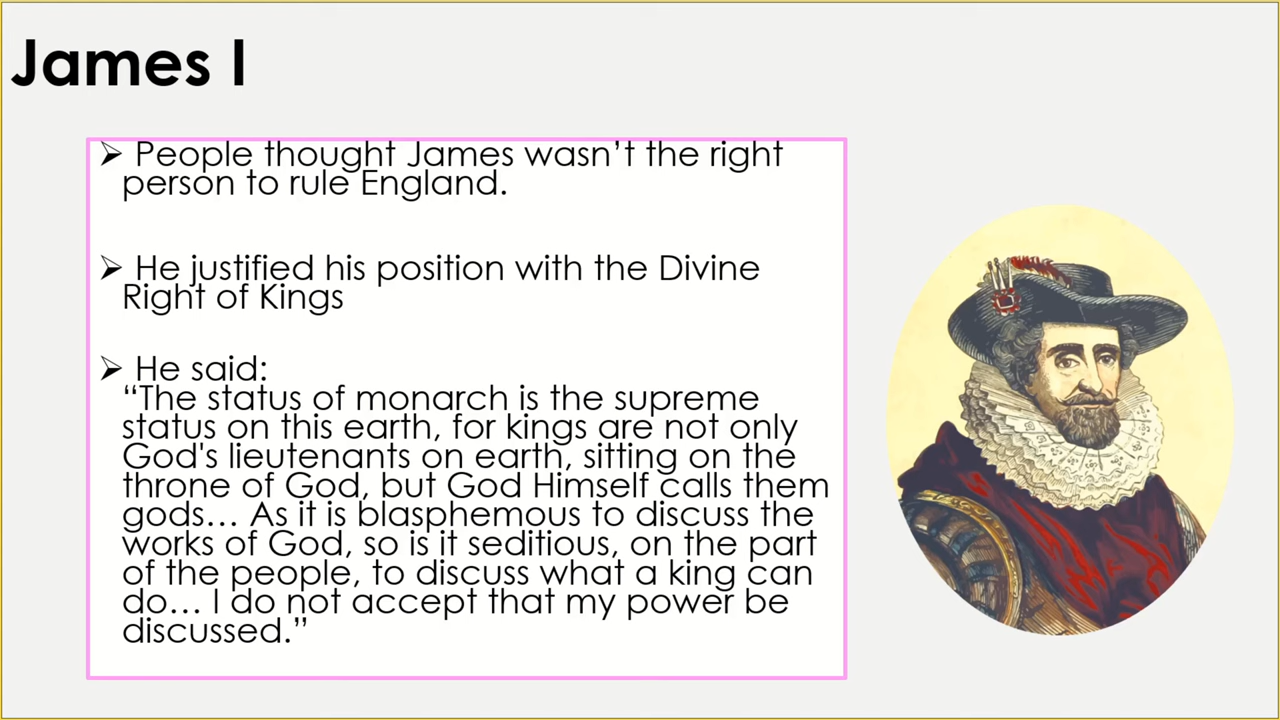 James I
➢ People thought James wasn’t the right
person to rule England.
➢ He justified his position with the Divine
Right of Kings
➢ He said:
“The status of monarch is the supreme
status on this earth, for kings are not only
God's lieutenants on earth, sitting on the
throne of God, but God Himself calls them
gods… As it is blasphemous to discuss the
works of God, so is it seditious, on the part
of the people, to discuss what a king can
do… I do not accept that my power be
discussed.”